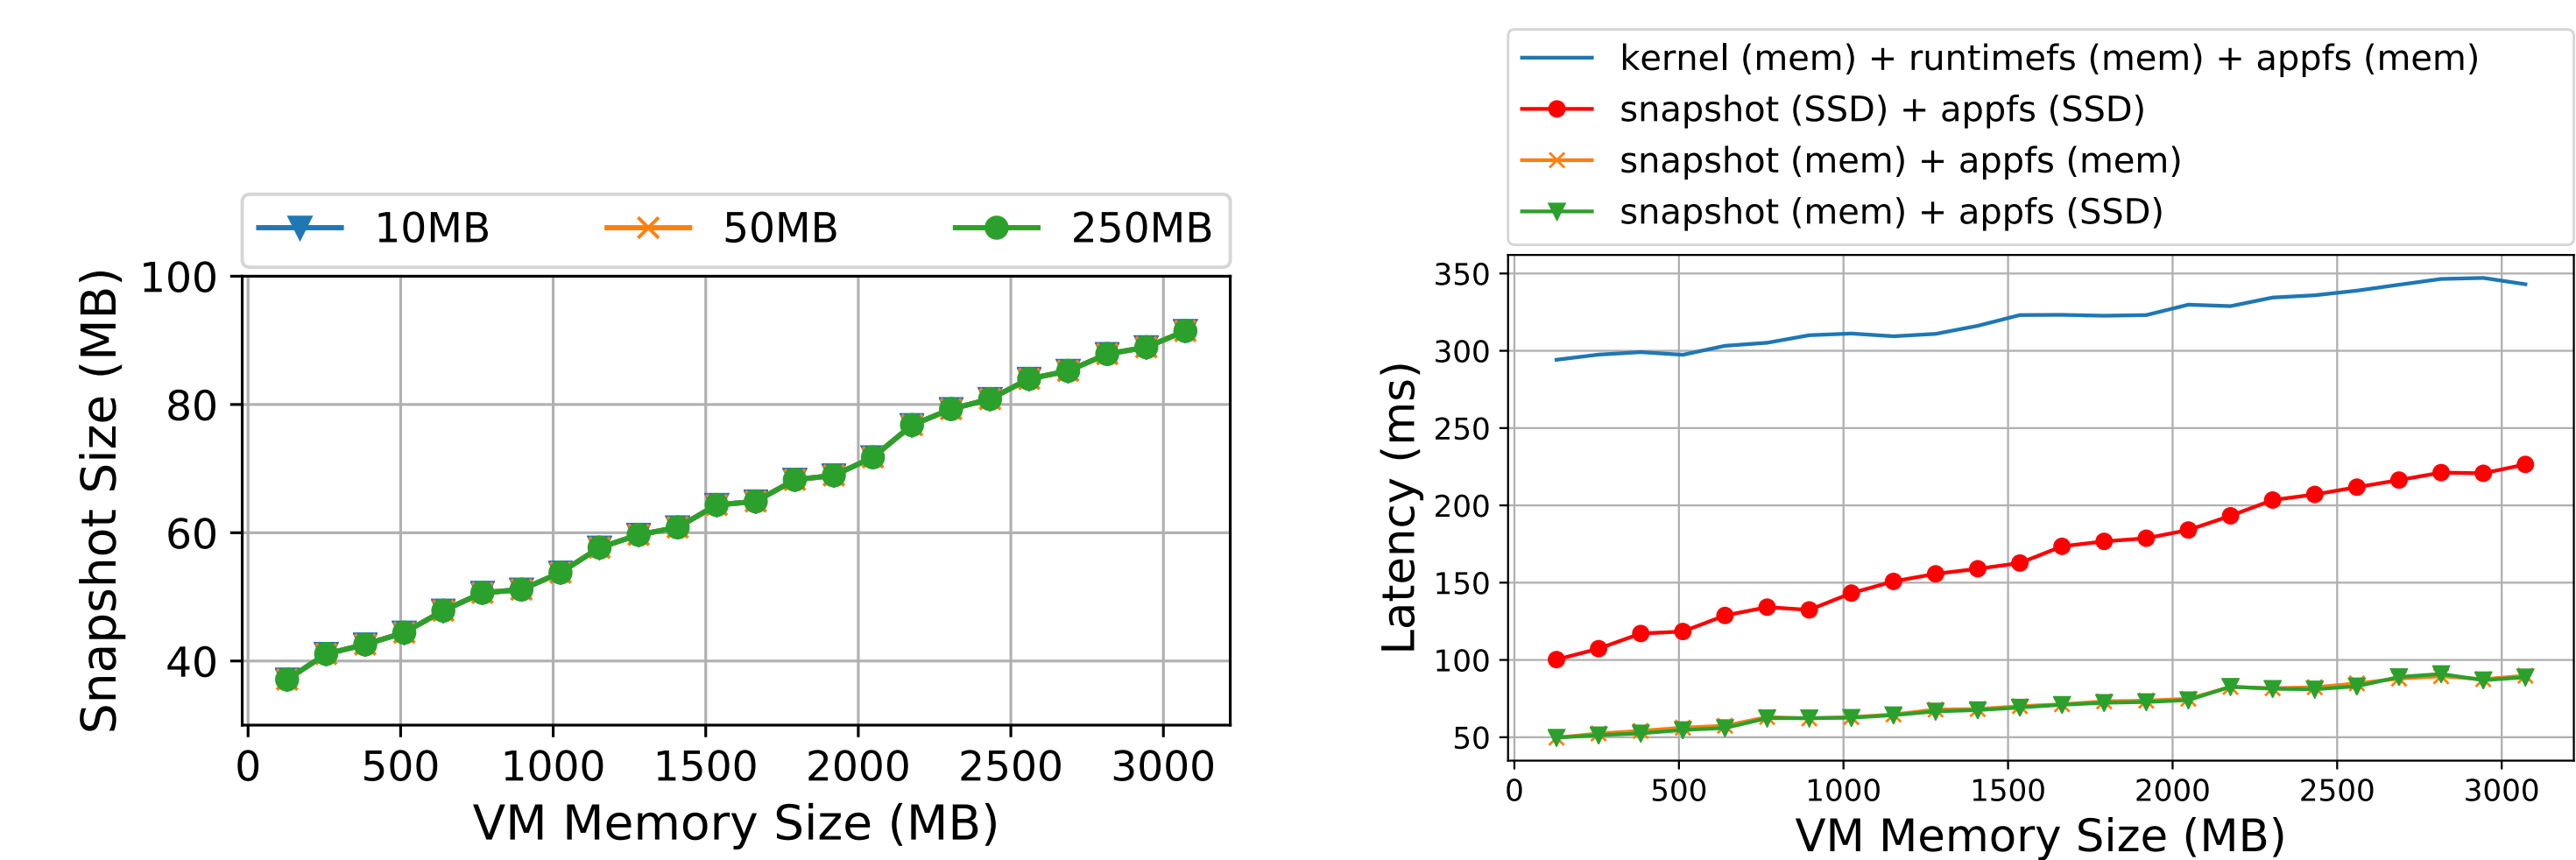 10MB 50MB 250MB
Snapshot Size (MB)
100
80
60
40
0 500 1000 1500 2000 2500 3000
VM Memory Size (MB)
kernel (mem) + runtimefs (mem) + appfs (mem)
snapshot (SSD) + appfs (SSD)
snapshot (mem) + appfs (mem)
snapshot (mem) + appfs (SSD)
Latency (ms)
350
300
250
200
150
100
50
0 500 1000 1500 2000 2500 3000
VM Memory Size (MB)